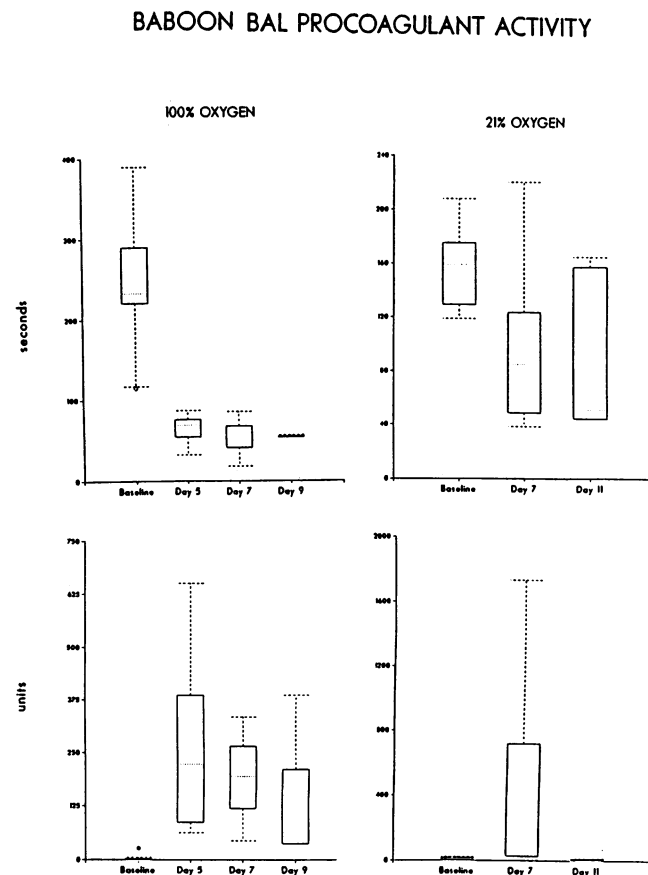 BABOON BAL PROCOAGULANT ACTIVITY
100% OXYGEN
21% OXYGEN
seconds
400
300
200
100
0
Baseline Day 5 Day 7 Day 9
240
200
160
120
80
40
0
Baseline Day 7 Day 11
units
750
625
500
375
250
125
0
Baseline Day 5 Day 7 Day 9
2000
1600
1200
800
400
0
Baseline Day 7 Day 11